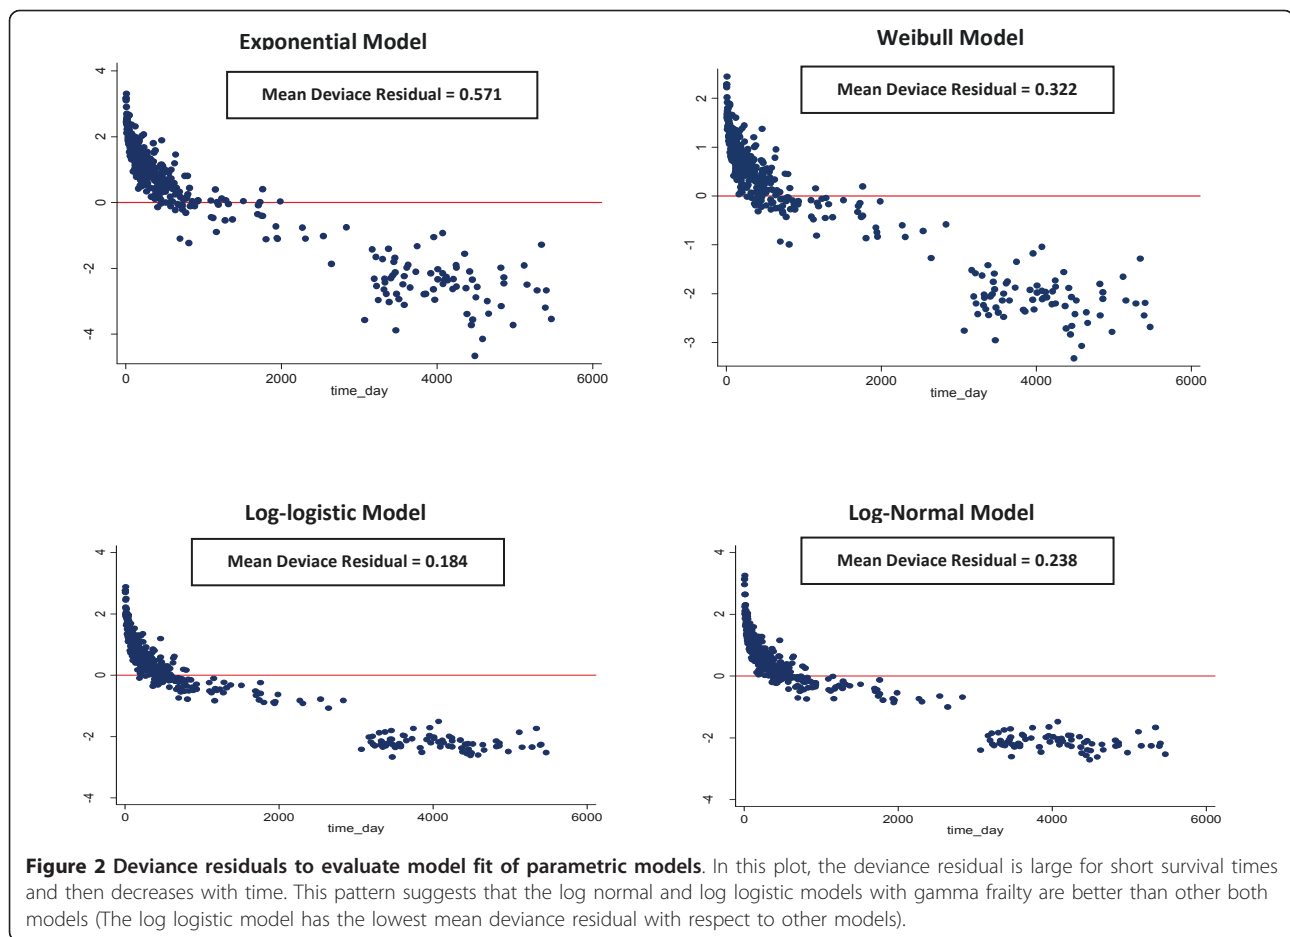 Exponential Model
Mean Deviace Residual = 0.571
4
2
0
-2
-4
0 2000 4000 6000
time_day
Weibull Model
Mean Deviace Residual = 0.322
2
1
0
-1
-2
-3
0 2000 4000 6000
time_day
Log-logistic Model
Mean Deviace Residual = 0.184
4
2
0
-2
-4
0 2000 4000 6000
time_day
Log-Normal Model
Mean Deviace Residual = 0.238
4
2
0
-2
-4
0 2000 4000 6000
time_day
Figure 2 Deviance residuals to evaluate model fit of parametric models. In this plot, the deviance residual is large for short survival times
and then decreases with time. This pattern suggests that the log normal and log logistic models with gamma frailty are better than other both
models (The log logistic model has the lowest mean deviance residual with respect to other models).